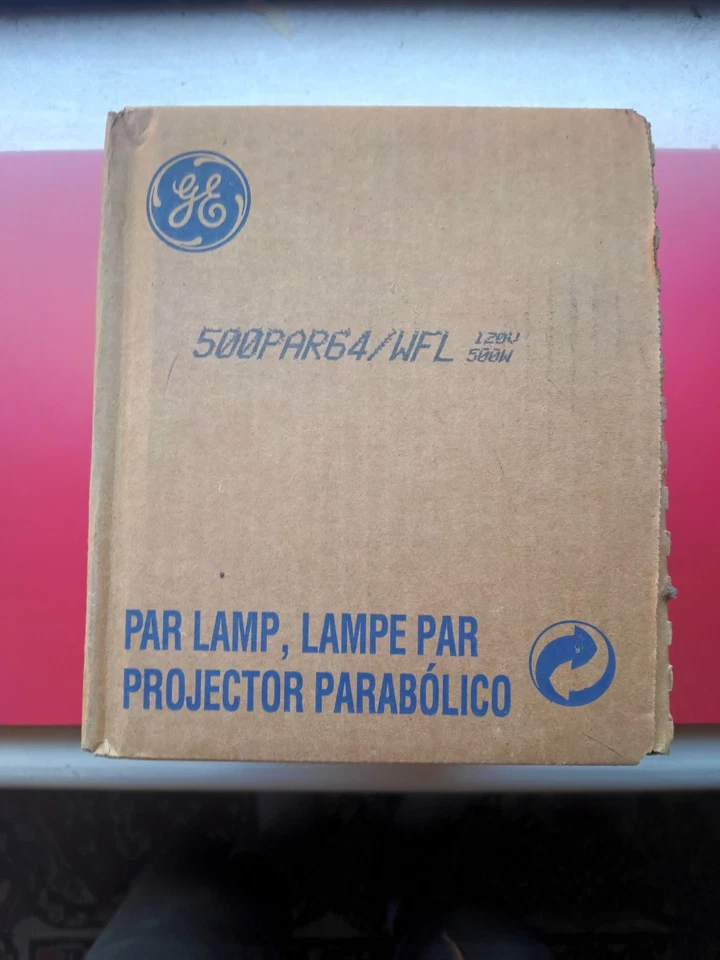 GE
500PAR64/WFL 120V
500W
PAR LAMP, LAMPE PAR
PROJECTOR PARABÓLICO